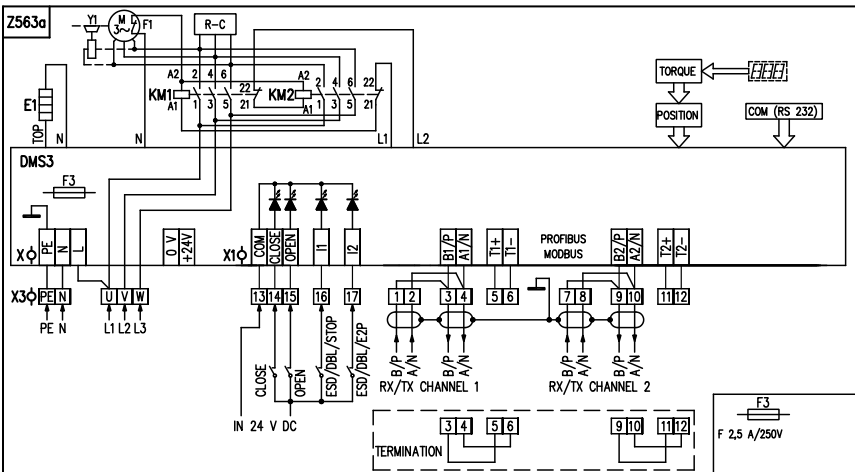 Z563a
Y1
M
3~
F1
R-C
A2
2 4 6
22
A2
2 4 6 22
KM1
KM2
A1
1 3 5
21
A1
1 3 5 21
E1
TOP
N
N
L1
L2
TORQUE
POSITION
COM (RS 232)
DMS3
F3
X
PE
N
L
0 V
+24V
X1
COM
CLOSE
OPEN
I1
I2
B1/P
A1/N
T1+
T1-
PROFIBUS
MODBUS
B2/P
A2/N
T2+
T2-
X3
PE N
U V W
13 14 15
16
17
1 2
3 4
5 6
7 8
9 10
11 12
PE N
L1 L2 L3
CLOSE
OPEN
ESD/DBL/STOP
ESD/DBL/E2P
B/P
A/N
B/P
A/N
B/P
A/N
B/P
A/N
RX/TX CHANNEL 1
RX/TX CHANNEL 2
IN 24 V DC
TERMINATION
3 4
5 6
9 10
11 12
F3
F 2,5 A/250V